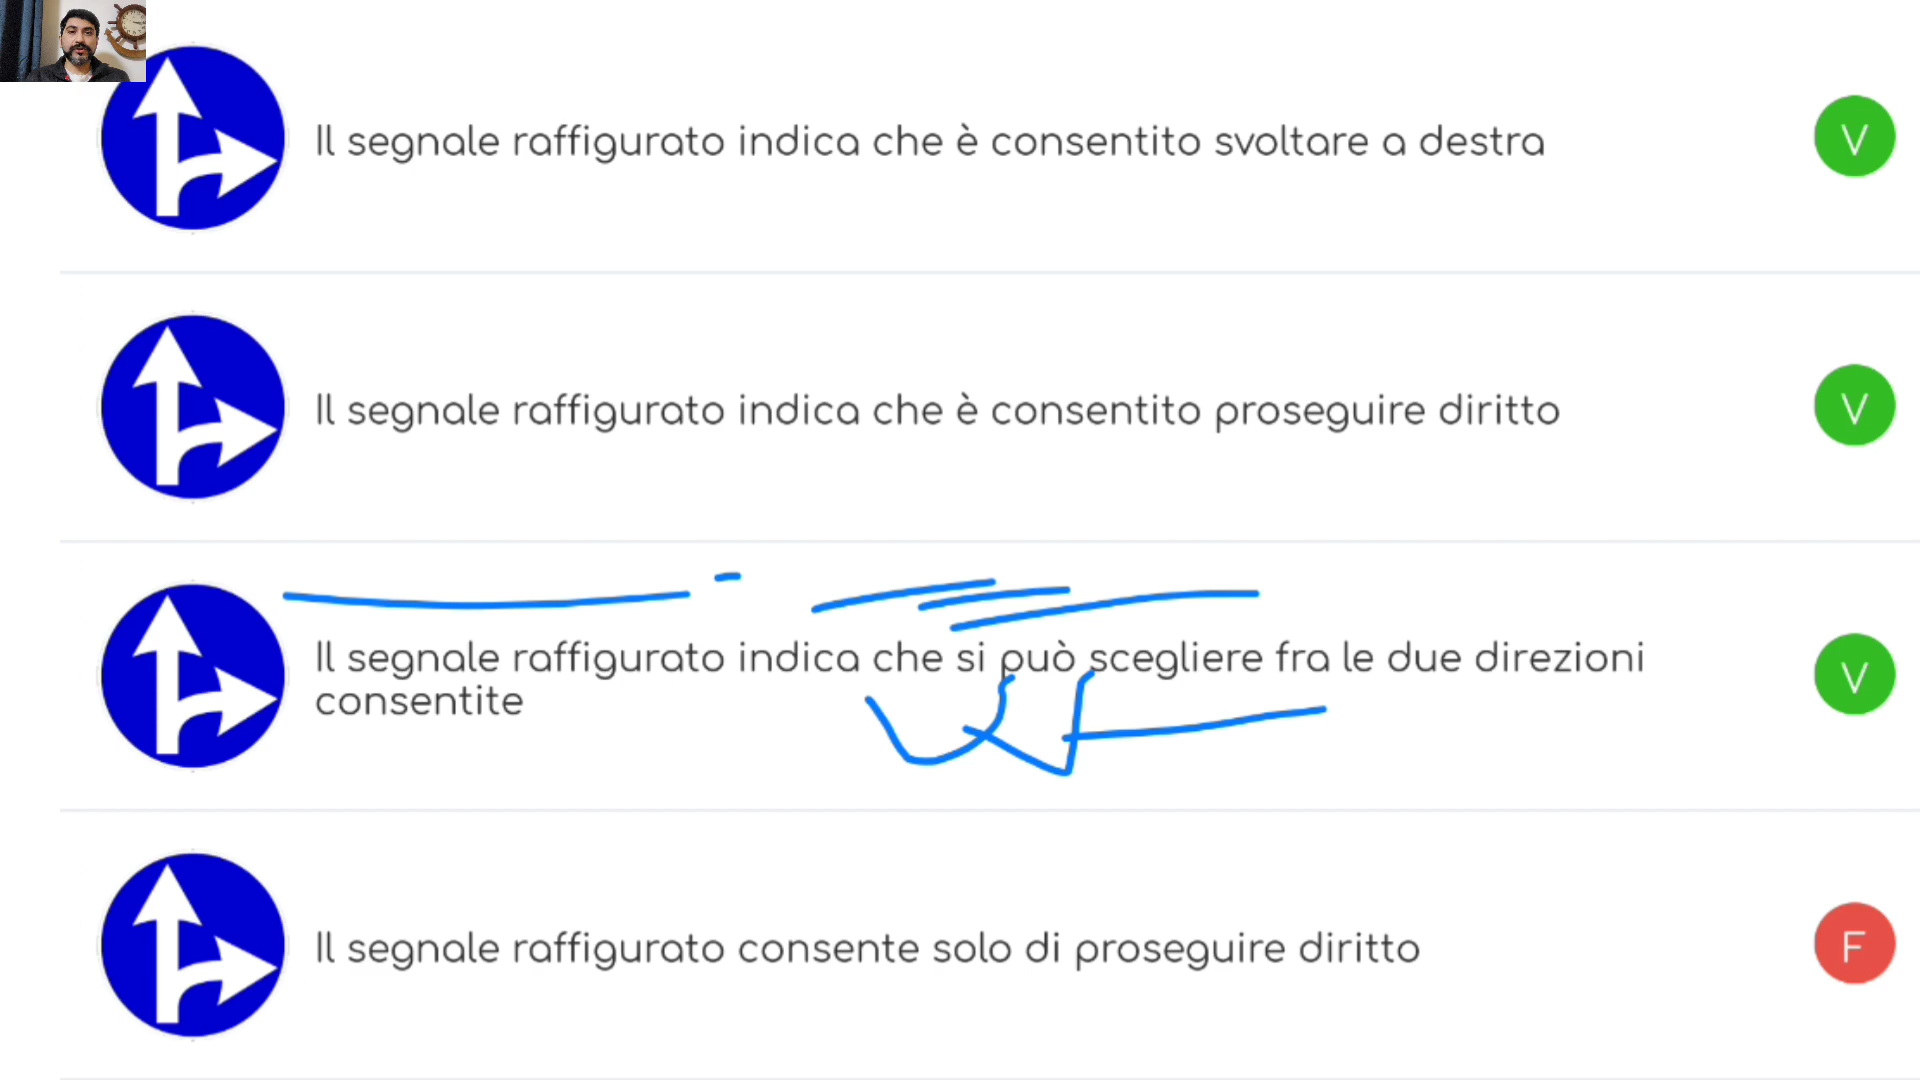 Il segnale raffigurato indica che è consentito svoltare a destra
V
Il segnale raffigurato indica che è consentito proseguire diritto
V
Il segnale raffigurato indica che si può scegliere fra le due direzioni
consentite
V
Il segnale raffigurato consente solo di proseguire diritto
F